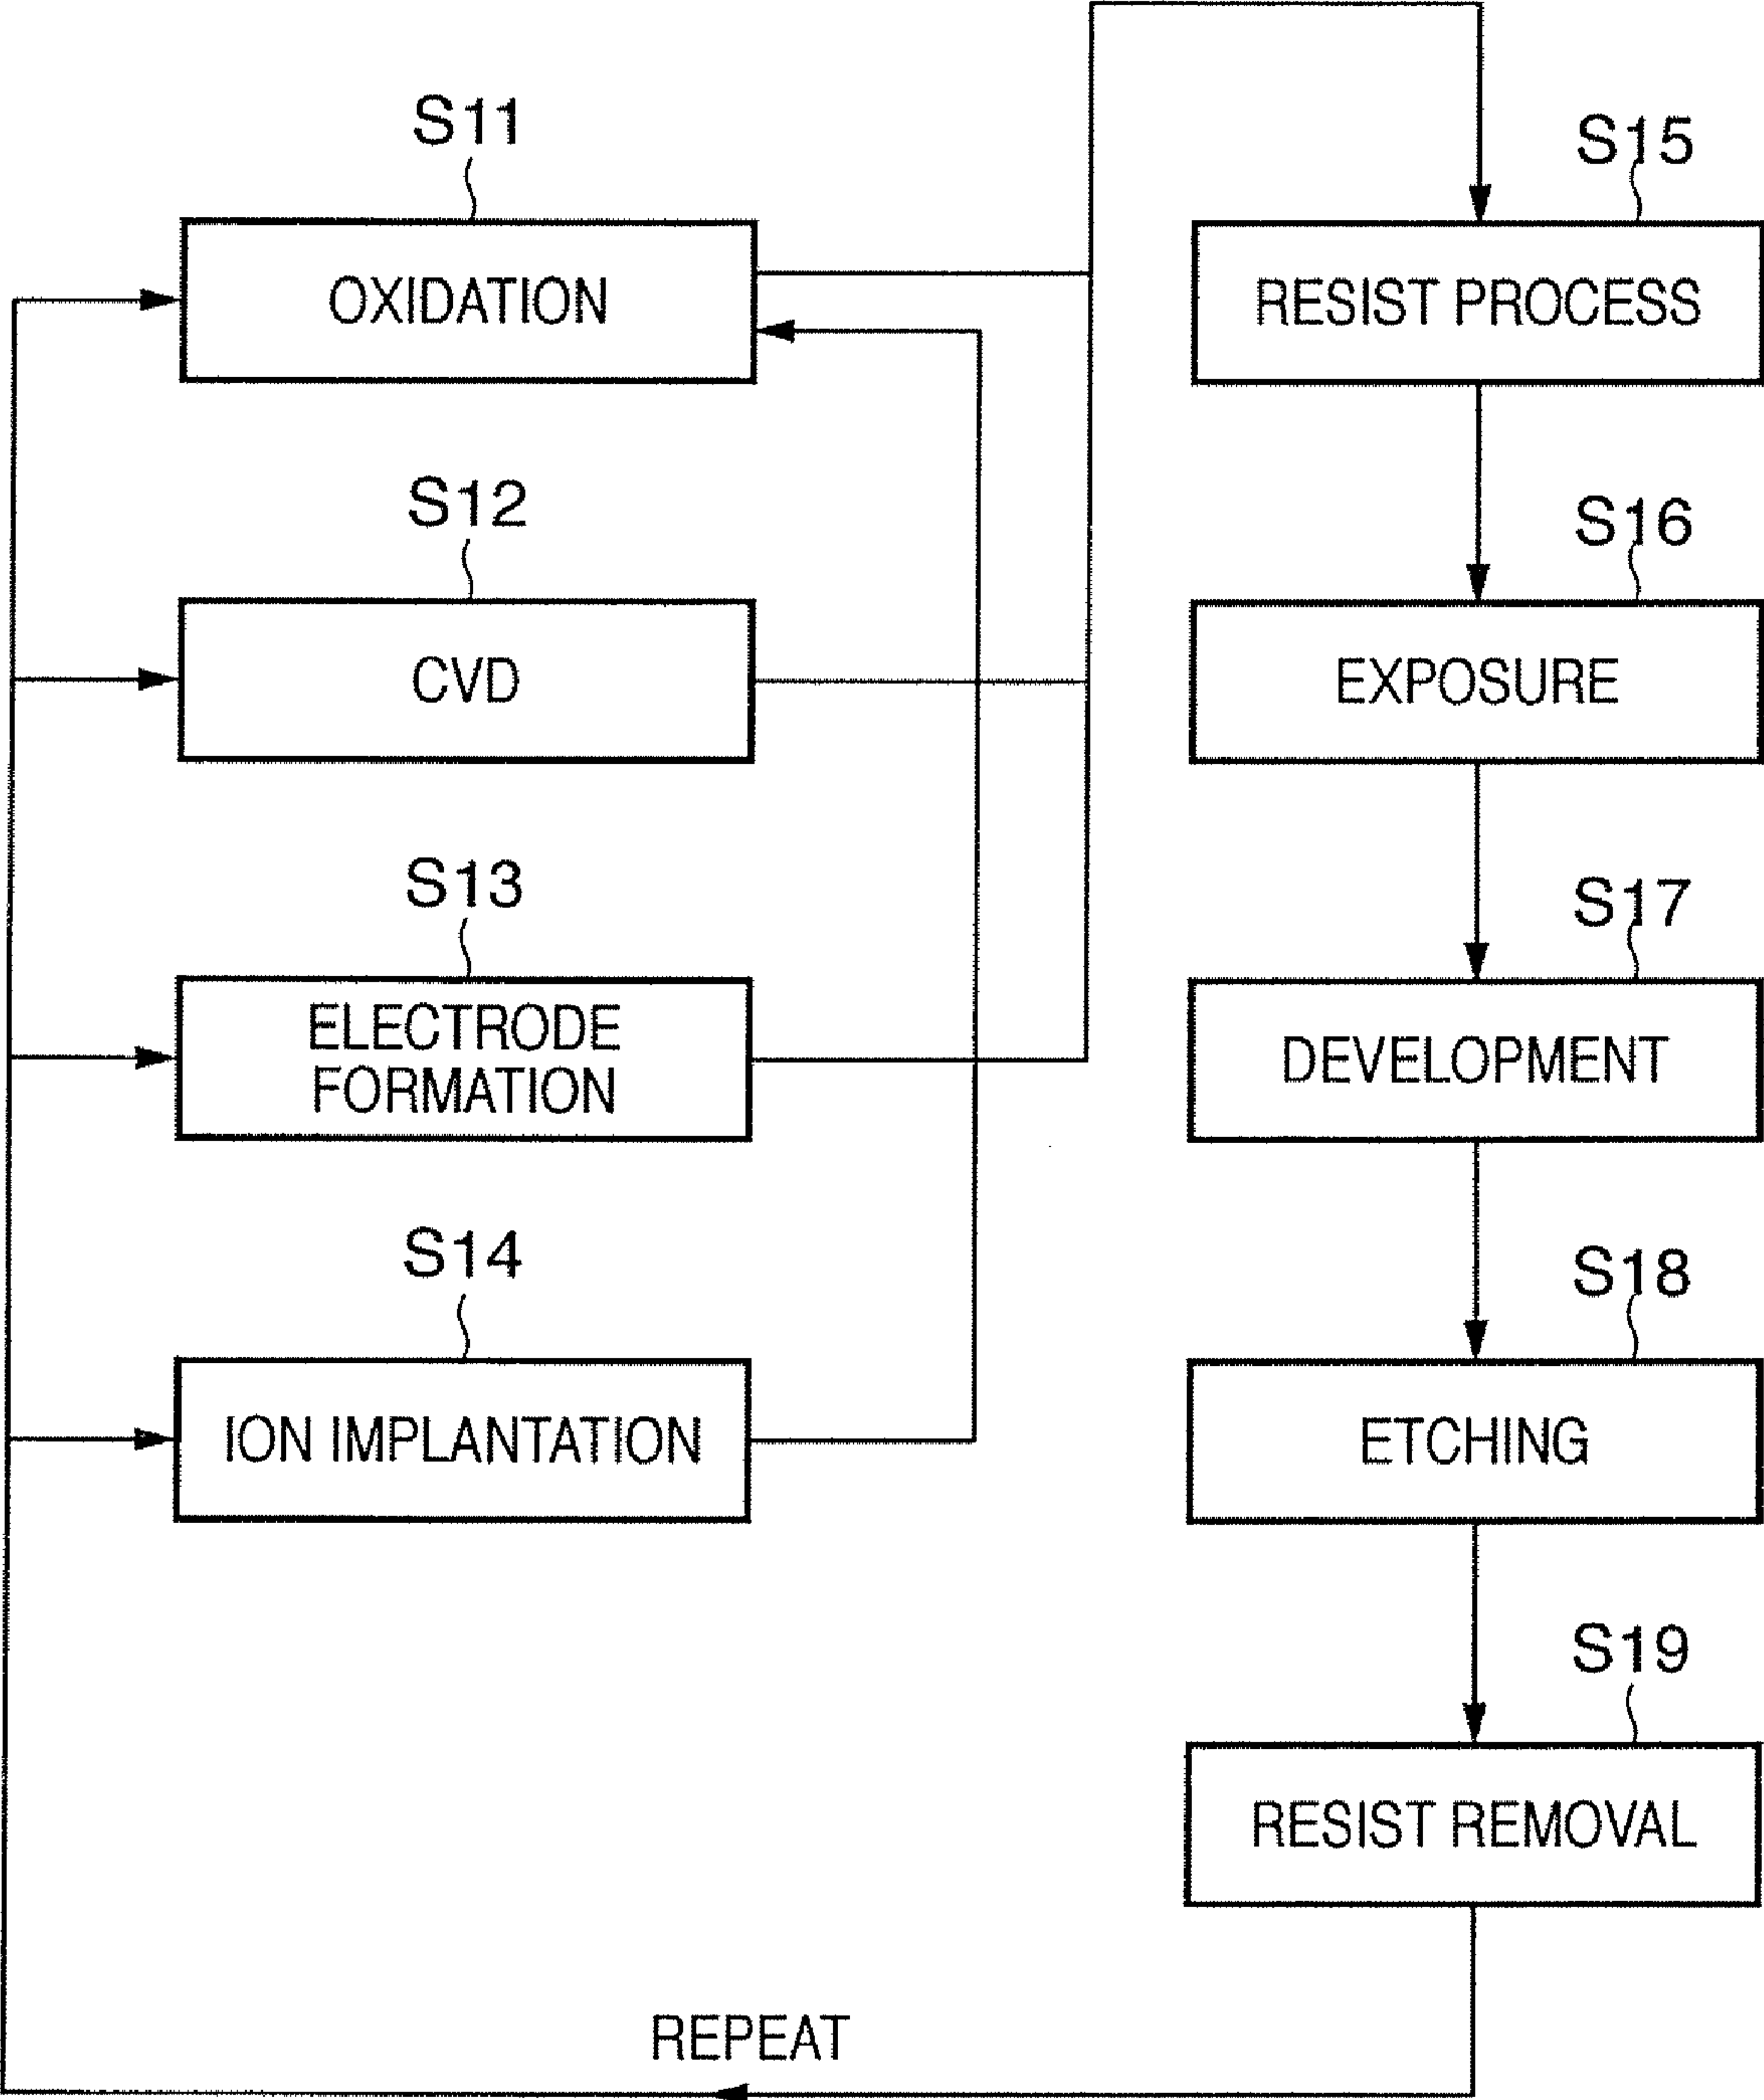 S11
OXIDATION
S12
CVD
S13
ELECTRODE
FORMATION
S14
ION IMPLANTATION
S15
RESIST PROCESS
S16
EXPOSURE
S17
DEVELOPMENT
S18
ETCHING
S19
RESIST REMOVAL
REPEAT